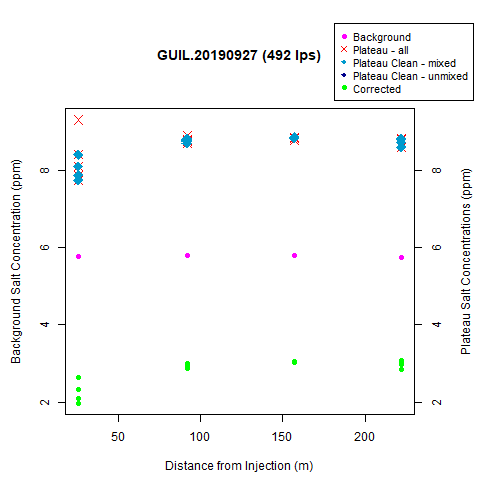 GUIL.20190927 (492 lps)
Background
Plateau - all
Plateau Clean - mixed
Plateau Clean - unmixed
Corrected
Background Salt Concentration (ppm)
8
6
4
2
8
6
4
2
Plateau Salt Concentrations (ppm)
50 100 150 200
Distance from Injection (m)